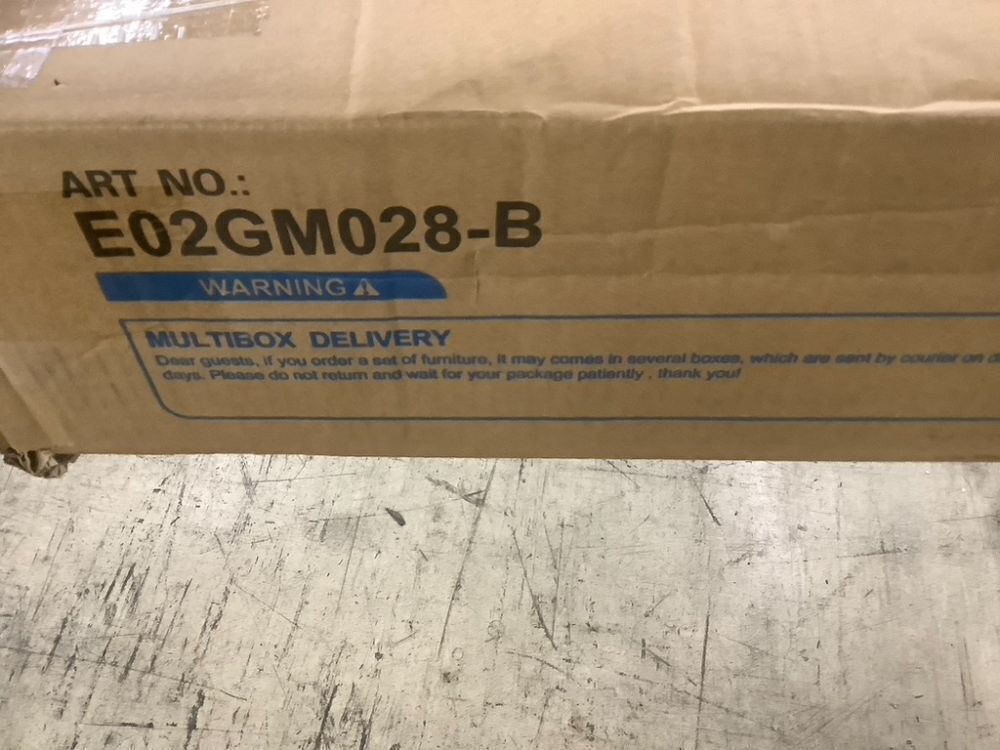 ART NO.:
E02GM028-B
WARNING
MULTIBOX DELIVERY
Dear guests, if you order a set of furniture, it may comes in several boxes, which are sent by courier on
days. Please do not return and wait for your package patiently , thank you!